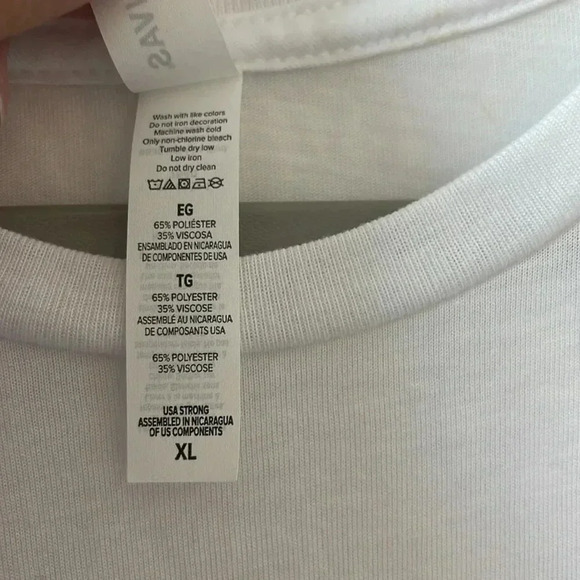 SAVI
Wash with like colors
Do not iron decoration
Machine wash cold
Only non-chlorine bleach
Tumble dry low
Low iron
Do not dry clean
EG
65% POLIÉSTER
35% VISCOSA
ENSAMBLADO EN NICARAGUA
DE COMPONENTES DE USA
TG
65% POLYESTER
35% VISCOSE
ASSEMBLÉ AU NICARAGUA
DE COMPOSANTS USA
65% POLYESTER
35% VISCOSE
USA STRONG
ASSEMBLED IN NICARAGUA
OF US COMPONENTS
XL